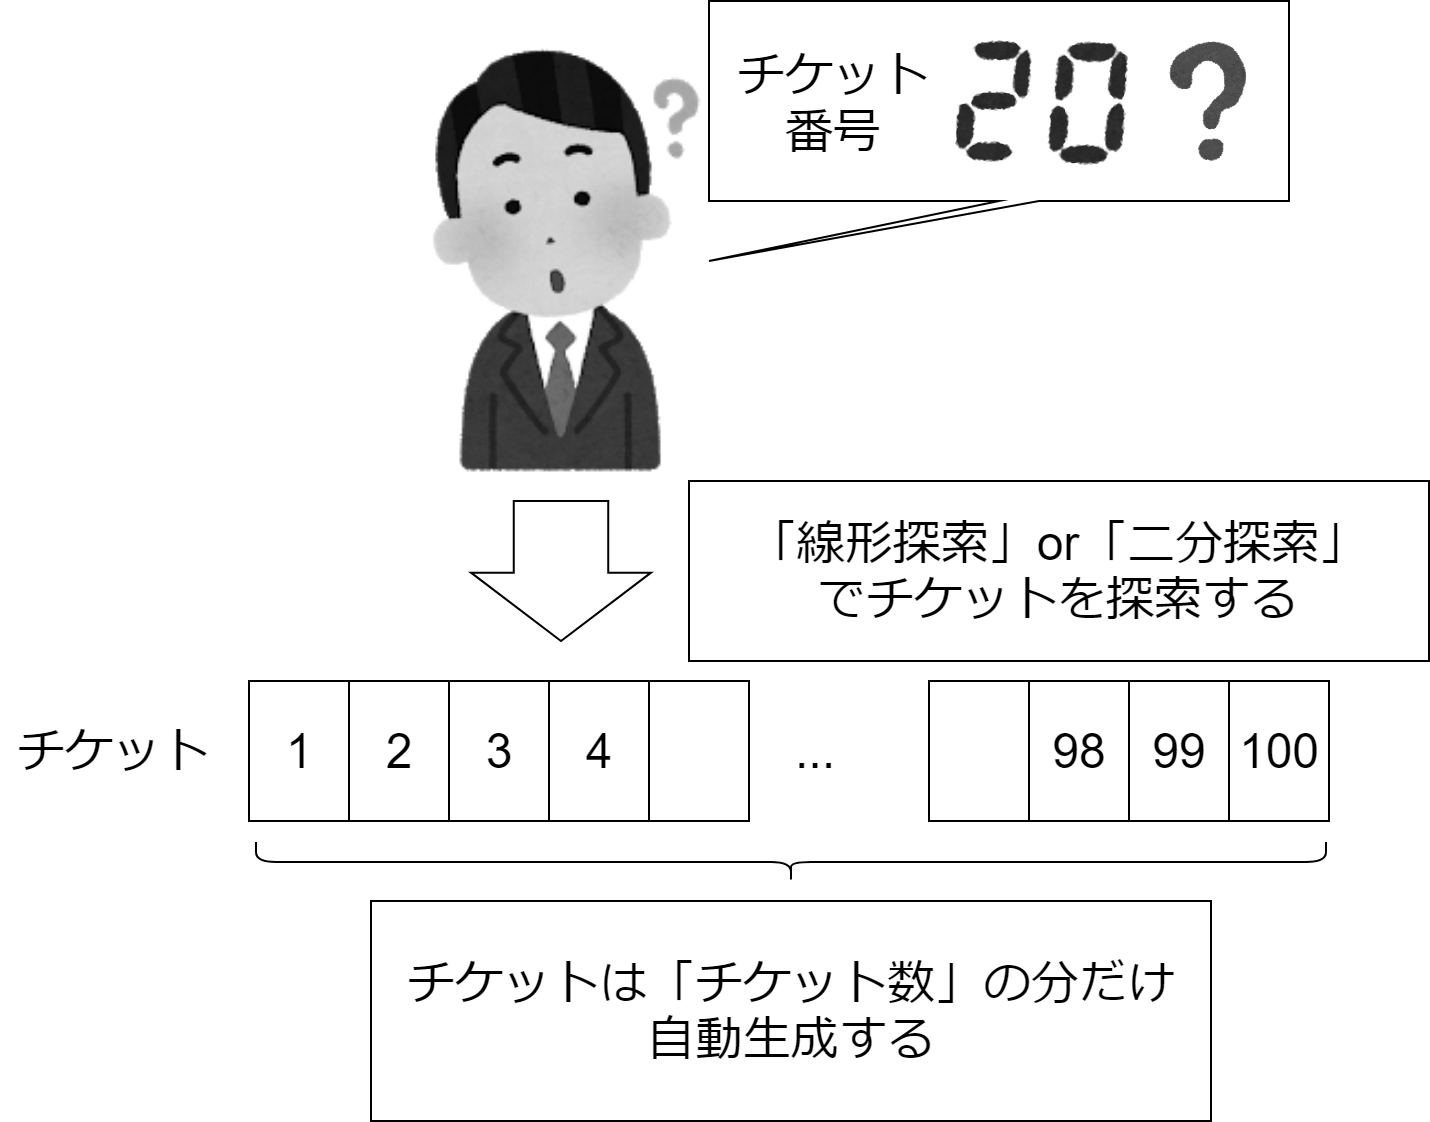 チケット
番号
20?
?
「線形探索」or「二分探索」
でチケットを探索する
チケット 1 2 3 4 ... 98 99 100
チケットは「チケット数」の分だけ
自動生成する